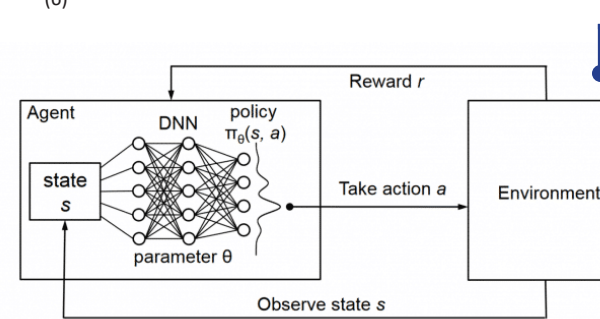 Reward r
Agent
DNN
policy
πθ(s, a)
state
s
Take action a
Environment
parameter θ
Observe state s